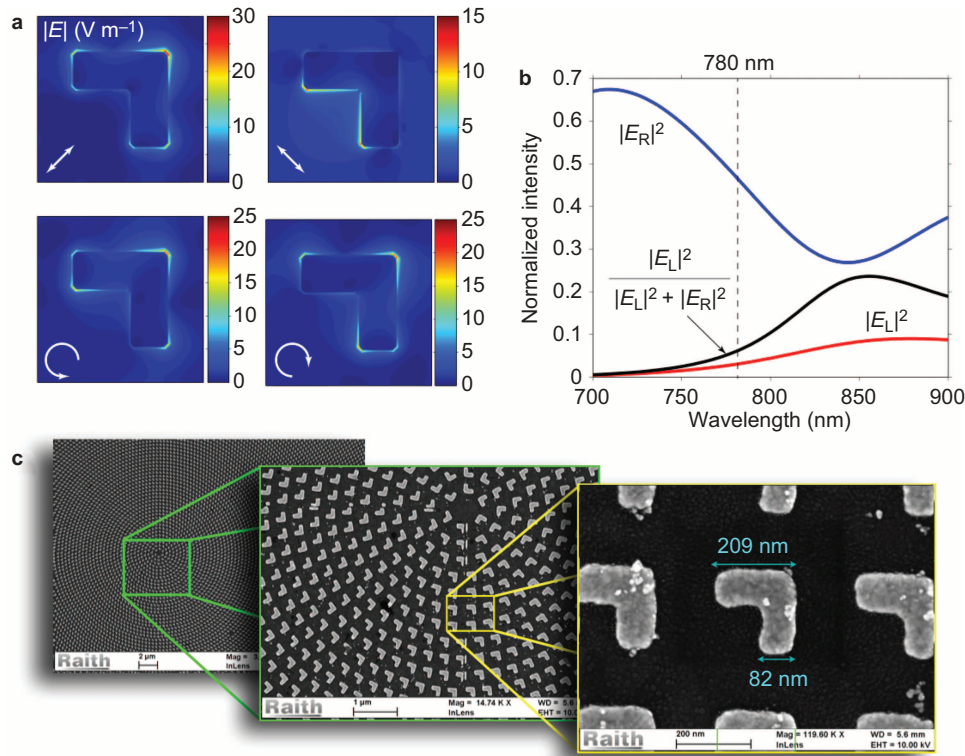 a
|E| (V m⁻¹)
30
20
10
0
15
10
5
0
25
20
15
10
5
0
25
20
15
10
5
0
b
780 nm
0.7
0.6
0.5
0.4
0.3
0.2
0.1
0
Normalized intensity
|E_R|²
|E_L|²
|E_L|² + |E_R|²
|E_L|²
700 750 800 850 900
Wavelength (nm)
c
Raith
2 µm
Mag = 3.
InLens
Raith
1 µm
Mag = 14.74 K X
InLens
WD = 5.6
EHT = 10.0
209 nm
82 nm
Raith
200 nm
Mag = 119.60 K X
InLens
WD = 5.6 mm
EHT = 10.00 kV